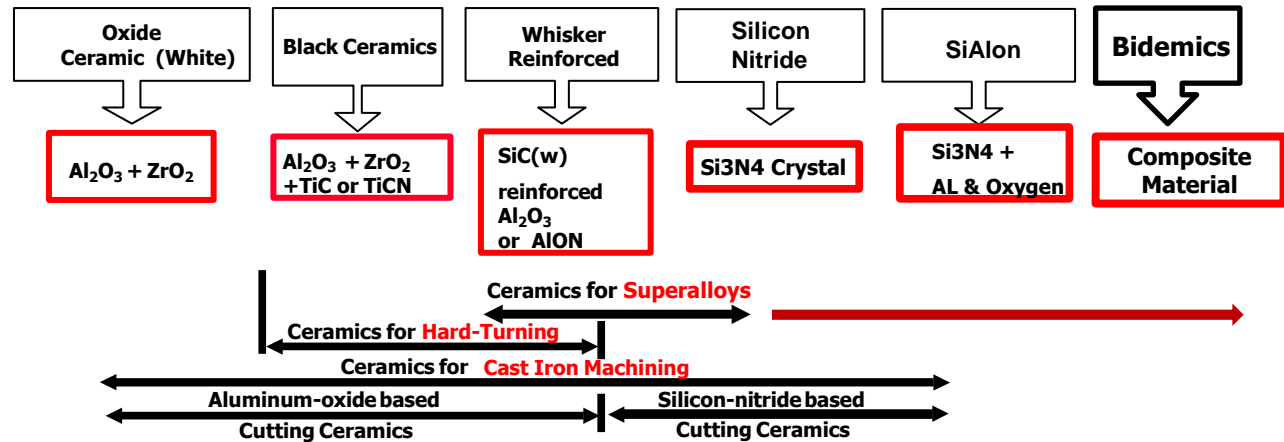 Oxide
Ceramic (White)
Black Ceramics
Whisker
Reinforced
Silicon
Nitride
SiAlon
Bidemics
Al₂O₃ + ZrO₂
Al₂O₃ + ZrO₂
+TiC or TiCN
SiC(w)
reinforced
Al₂O₃
or AlON
Si3N4 Crystal
Si3N4 +
AL & Oxygen
Composite
Material
Ceramics for Superalloys
Ceramics for Hard-Turning
Ceramics for Cast Iron Machining
Aluminum-oxide based
Cutting Ceramics
Silicon-nitride based
Cutting Ceramics